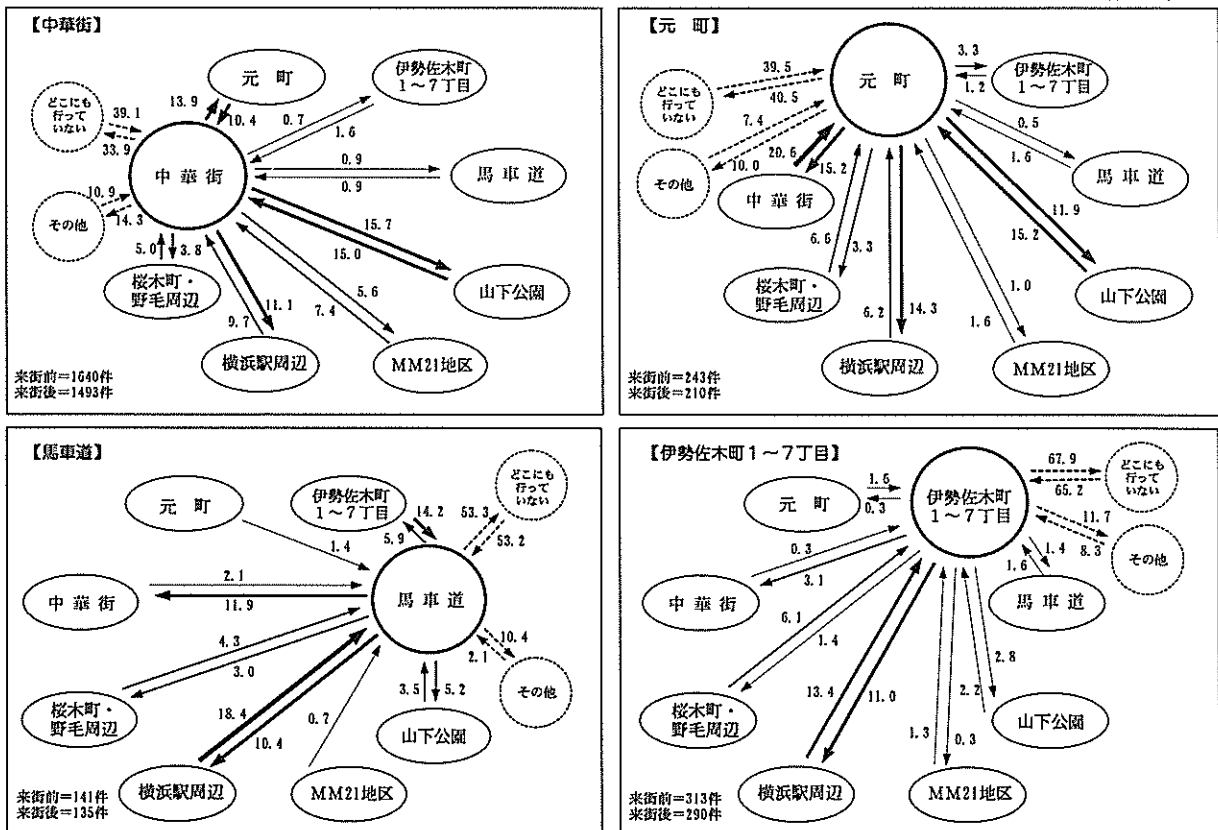 【中華街】
元 町
伊勢佐木町
1～7丁目
どこにも
行って
いない
39.1
33.9
13.9
10.4
0.7
1.6
中 華 街
0.9
0.9
馬 車 道
その他
10.9
14.3
5.0
3.8
15.7
15.0
桜木町・
野毛周辺
11.1
9.7
5.6
7.4
山下公園
横浜駅周辺
MM21地区
来街前=1640件
来街後=1493件
【元 町】
元 町
3.3
1.2
伊勢佐木町
1～7丁目
どこにも
行って
いない
39.5
40.5
7.4
10.0
0.5
1.6
その他
20.6
15.2
中 華 街
馬 車 道
6.6
3.3
11.9
15.2
桜木町・
野毛周辺
6.2
14.3
1.0
1.6
山下公園
横浜駅周辺
MM21地区
来街前=243件
来街後=210件
【馬車道】
元 町
伊勢佐木町
1～7丁目
14.2
5.9
53.3
53.2
どこにも
行って
いない
1.4
中 華 街
2.1
11.9
馬 車 道
4.3
3.0
10.4
2.1
その他
桜木町・
野毛周辺
18.4
10.4
0.7
3.5
5.2
山下公園
横浜駅周辺
MM21地区
来街前=141件
来街後=135件
【伊勢佐木町1～7丁目】
元 町
1.6
0.3
伊勢佐木町
1～7丁目
67.9
65.2
どこにも
行って
いない
11.7
8.3
その他
0.3
3.1
1.4
1.6
中 華 街
馬 車 道
6.1
1.4
2.8
2.2
桜木町・
野毛周辺
13.4
11.0
1.3
0.3
山下公園
横浜駅周辺
MM21地区
来街前=313件
来街後=290件